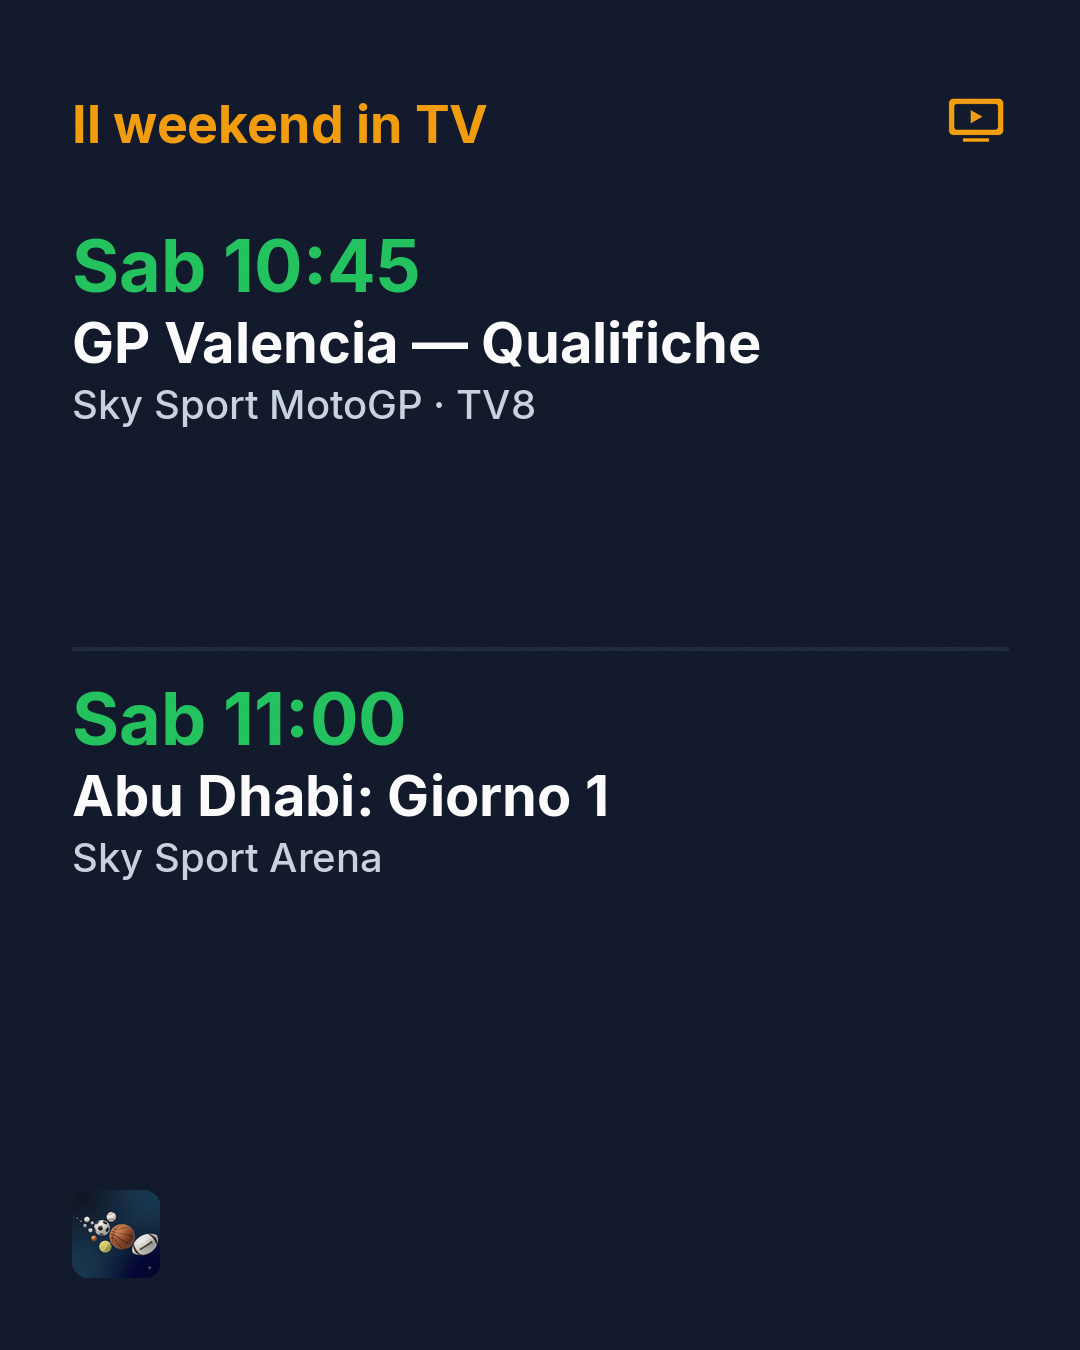 Il weekend in TV
Sab 10:45
GP Valencia — Qualifiche
Sky Sport MotoGP · TV8
Sab 11:00
Abu Dhabi: Giorno 1
Sky Sport Arena